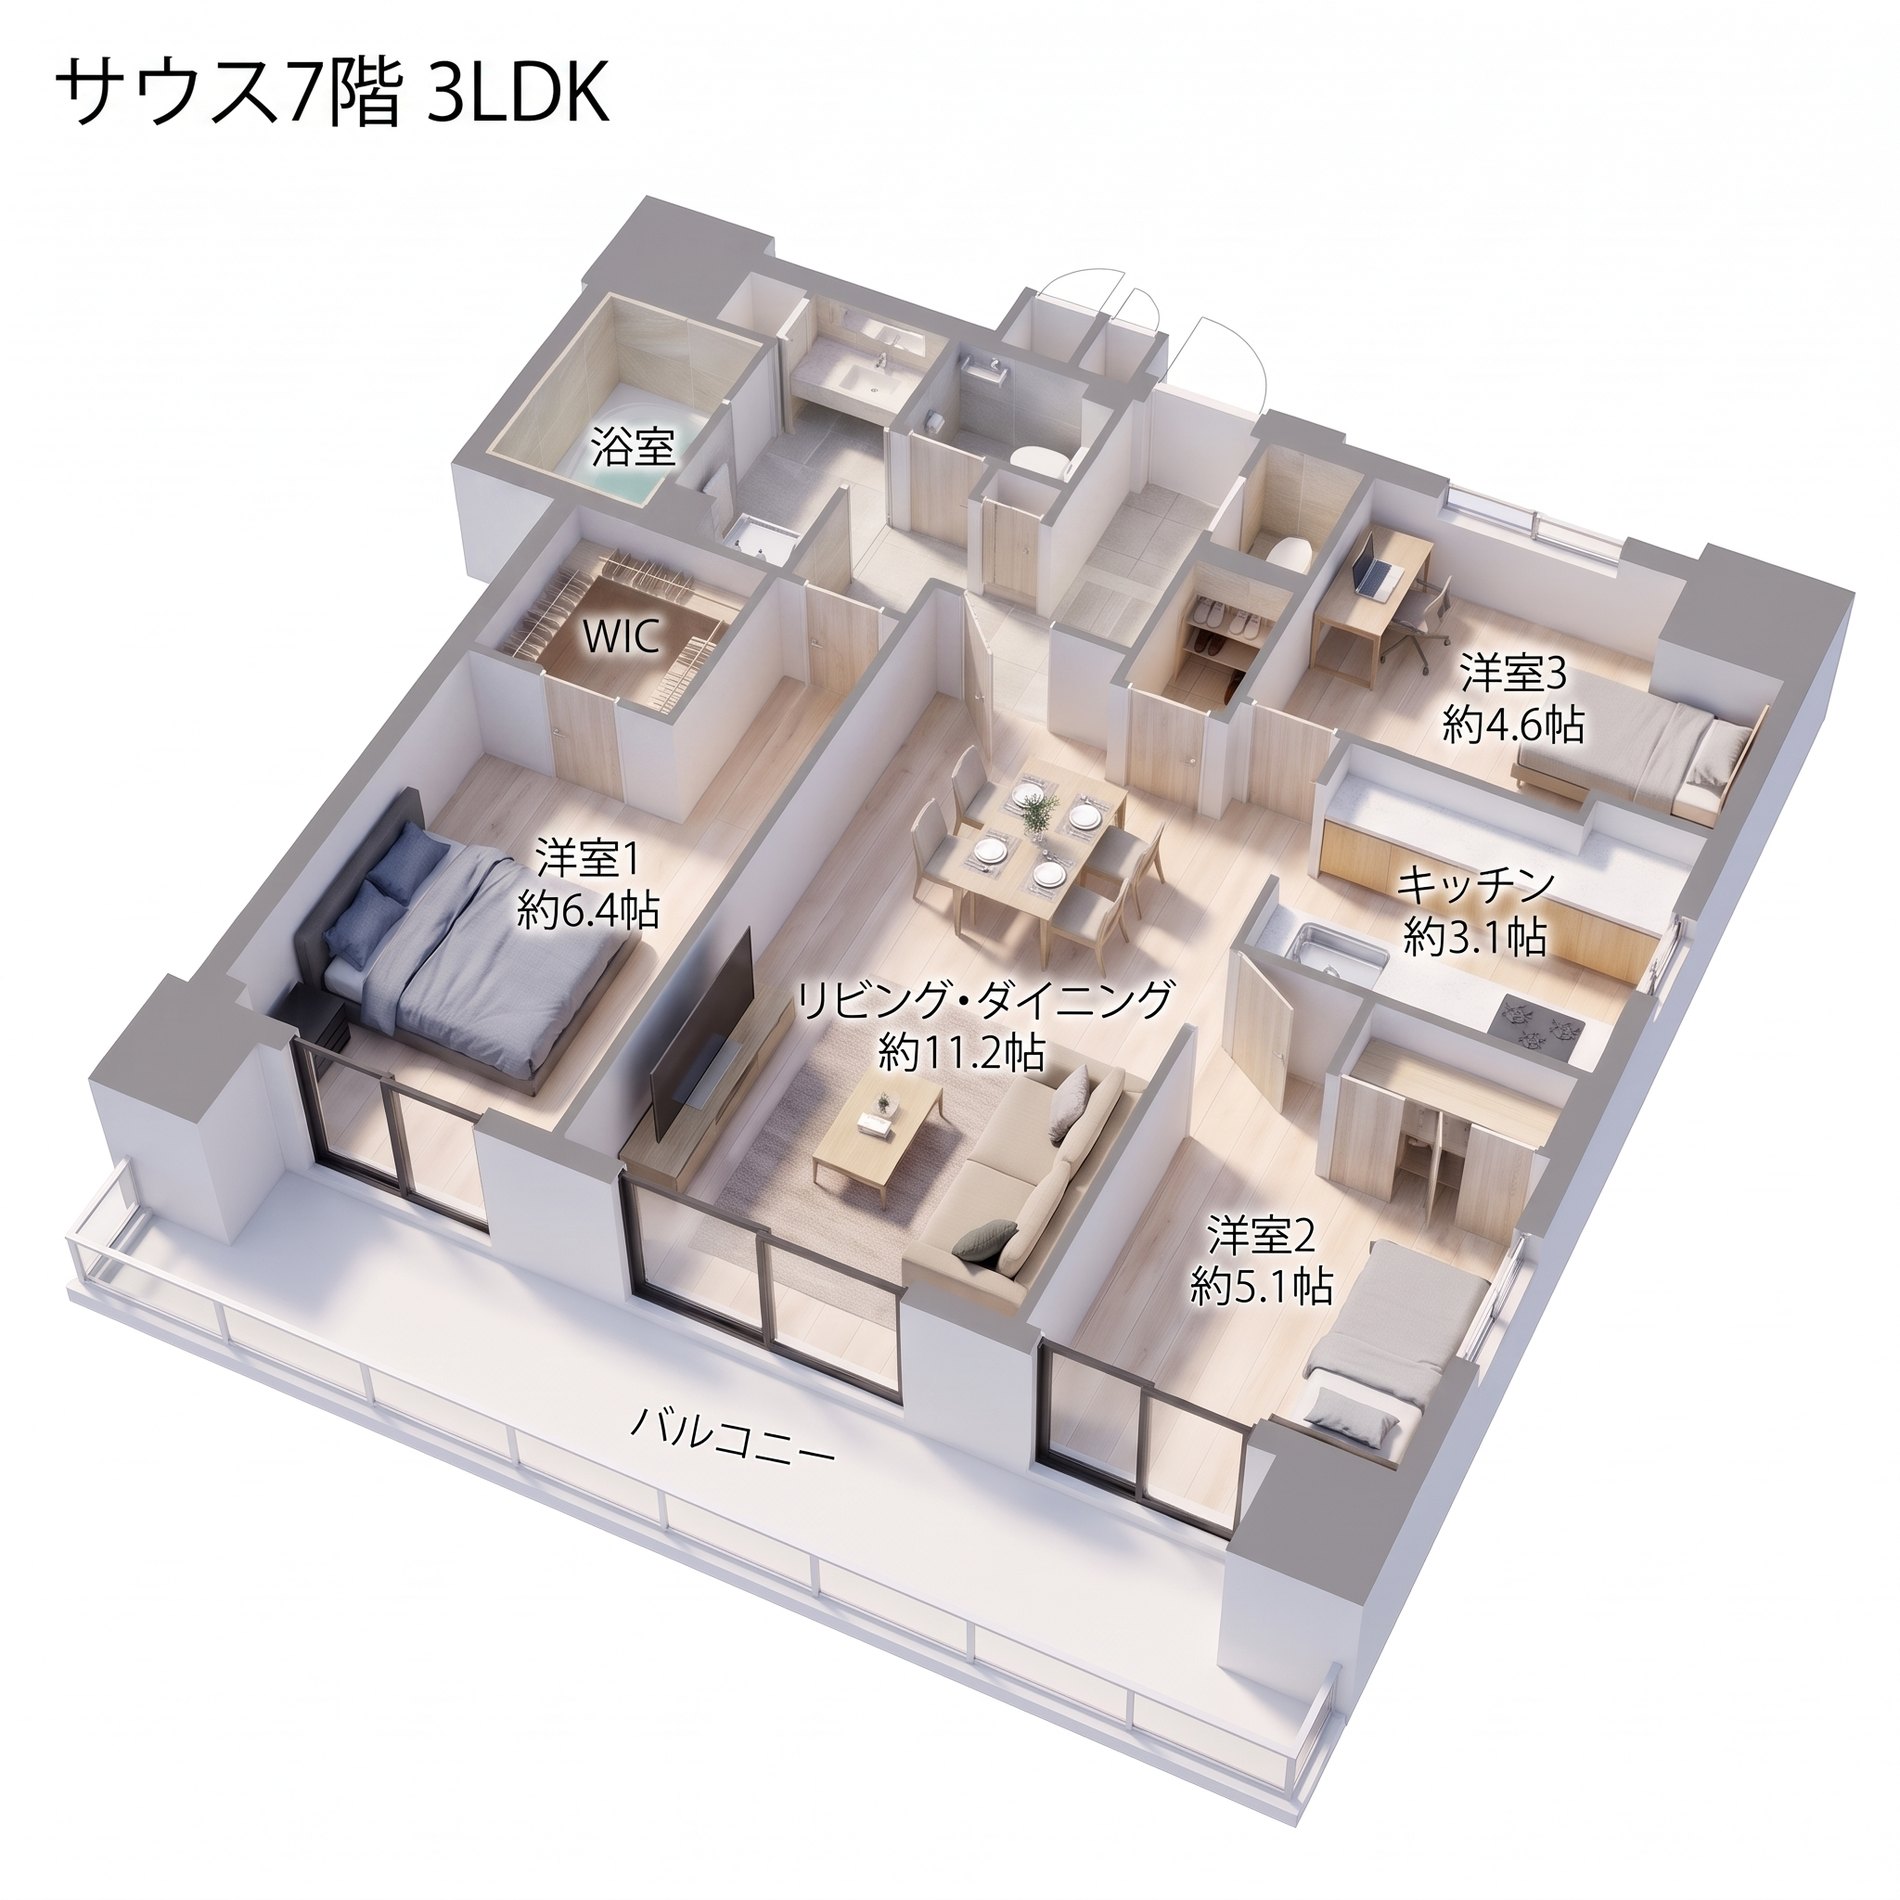 サウス7階 3LDK
浴室
WIC
洋室3
約4.6帖
洋室1
約6.4帖
キッチン
約3.1帖
リビング・ダイニング
約11.2帖
洋室2
約5.1帖
バルコニー